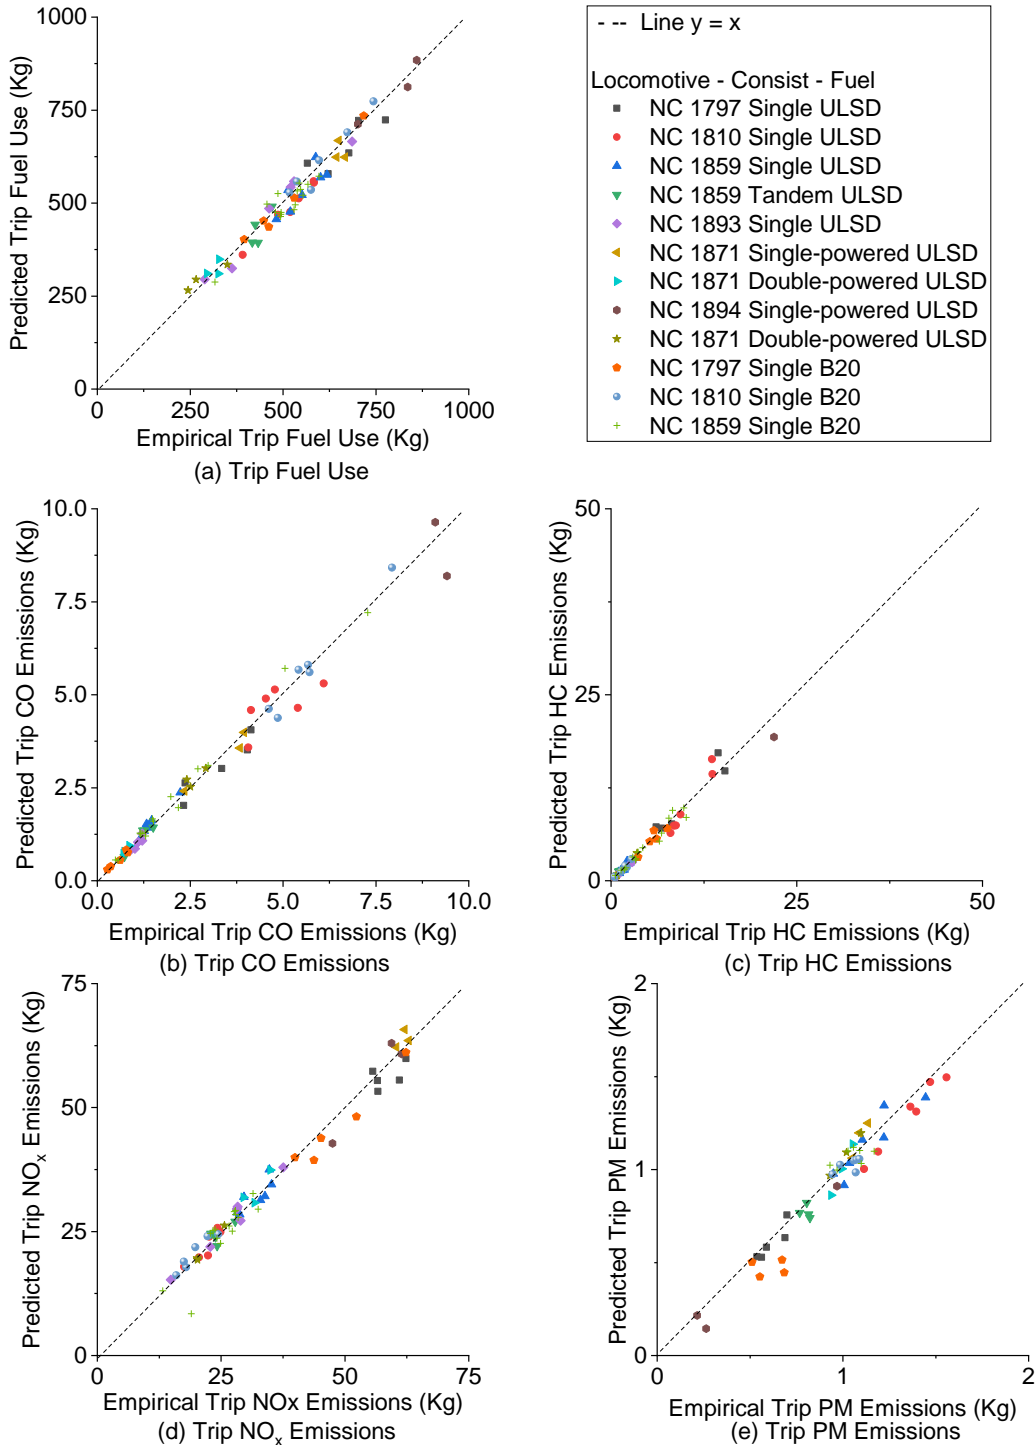 1000
750
500
250
0
Predicted Trip Fuel Use (Kg)
0 250 500 750 1000
Empirical Trip Fuel Use (Kg)
(a) Trip Fuel Use
- -- Line y = x
Locomotive - Consist - Fuel
NC 1797 Single ULSD
NC 1810 Single ULSD
NC 1859 Single ULSD
NC 1859 Tandem ULSD
NC 1893 Single ULSD
NC 1871 Single-powered ULSD
NC 1871 Double-powered ULSD
NC 1894 Single-powered ULSD
NC 1871 Double-powered ULSD
NC 1797 Single B20
NC 1810 Single B20
NC 1859 Single B20
10.0
7.5
5.0
2.5
0.0
Predicted Trip CO Emissions (Kg)
0.0 2.5 5.0 7.5 10.0
Empirical Trip CO Emissions (Kg)
(b) Trip CO Emissions
50
25
0
Predicted Trip HC Emissions (Kg)
0 25 50
Empirical Trip HC Emissions (Kg)
(c) Trip HC Emissions
75
50
25
0
Predicted Trip NOx Emissions (Kg)
0 25 50 75
Empirical Trip NOx Emissions (Kg)
(d) Trip NOx Emissions
2
1
0
Predicted Trip PM Emissions (Kg)
0 1 2
Empirical Trip PM Emissions (Kg)
(e) Trip PM Emissions